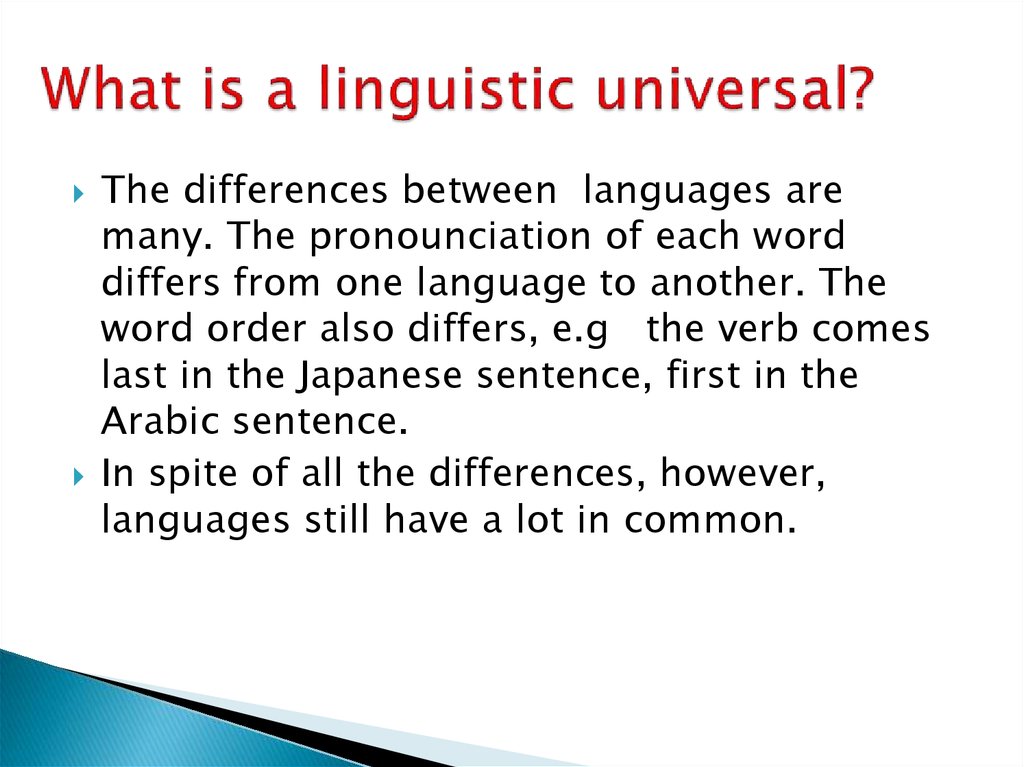 What is a linguistic universal?
The differences between  languages are
many. The pronounciation of each word
differs from one language to another. The
word order also differs, e.g   the verb comes
last in the Japanese sentence, first in the
Arabic sentence.
In spite of all the differences, however,
languages still have a lot in common.